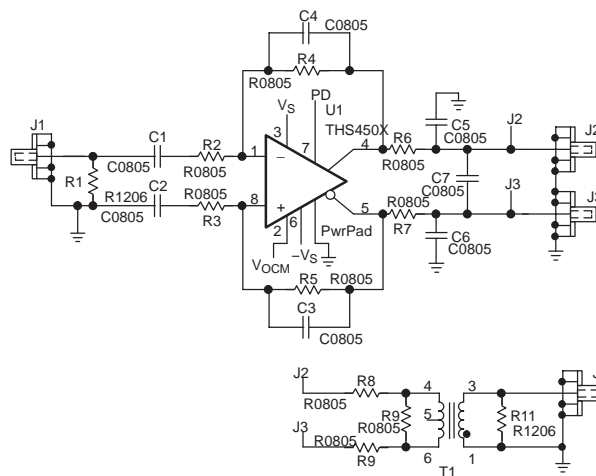 C4 C0805
R4
R0805
PD
U1
THS450X
VS
J1
C1
R2
C0805
R0805
3
7
1
8
4
5
2
6
−
+
R1
R1206
C2
C0805
R0805
R3
R6
R0805
C5
C0805
J2
J2
C7
C0805
J3
R0805
R7
C6
C0805
PwrPad
−VS
VOCM
R5
R0805
C3
C0805
J2
R8
R0805
4
3
5
R9
R0805
R11
R1206
J3
R0805
R9
6
1
T1